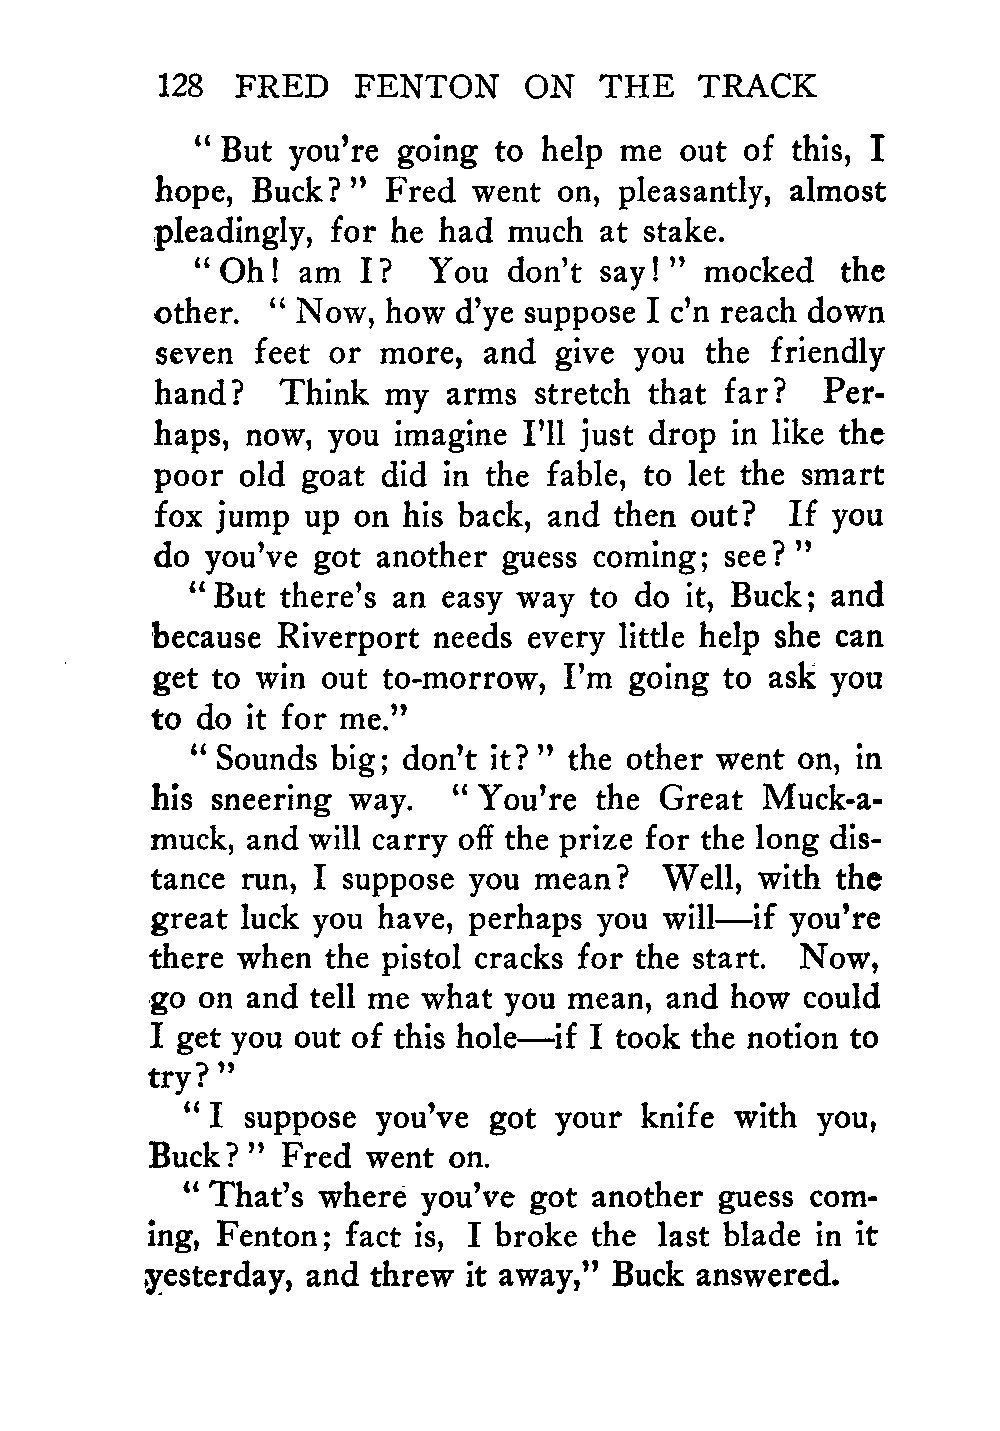 128 FRED FENTON ON THE TRACK
" But you're going to help me out of this, I
hope, Buck? " Fred went on, pleasantly, almost
pleadingly, for he had much at stake.
" Oh! am I? You don't say! " mocked the
other. " Now, how d'ye suppose I c'n reach down
seven feet or more, and give you the friendly
hand? Think my arms stretch that far? Per-
haps, now, you imagine I'll just drop in like the
poor old goat did in the fable, to let the smart
fox jump up on his back, and then out? If you
do you've got another guess coming; see? "
" But there's an easy way to do it, Buck; and
because Riverport needs every little help she can
get to win out to-morrow, I'm going to ask you
to do it for me."
" Sounds big; don't it? " the other went on, in
his sneering way. " You're the Great Muck-a-
muck, and will carry off the prize for the long dis-
tance run, I suppose you mean? Well, with the
great luck you have, perhaps you will—if you're
there when the pistol cracks for the start. Now,
go on and tell me what you mean, and how could
I get you out of this hole—if I took the notion to
try? "
" I suppose you've got your knife with you,
Buck? " Fred went on.
" That's where you've got another guess com-
ing, Fenton; fact is, I broke the last blade in it
yesterday, and threw it away," Buck answered.